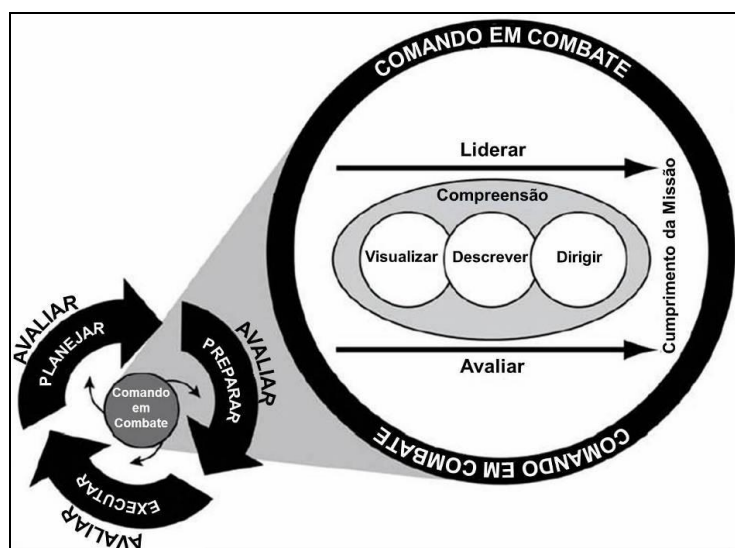 COMANDO EM COMBATE
Liderar
Compreensão
Visualizar
Descrever
Dirigir
Cumprimento da Missão
Avaliar
COMANDO EM COMBATE
AVALIAR
PLANEJAR
AVALIAR
PREPARAR
Comando
em
Combate
EXECUTAR
AVALIAR